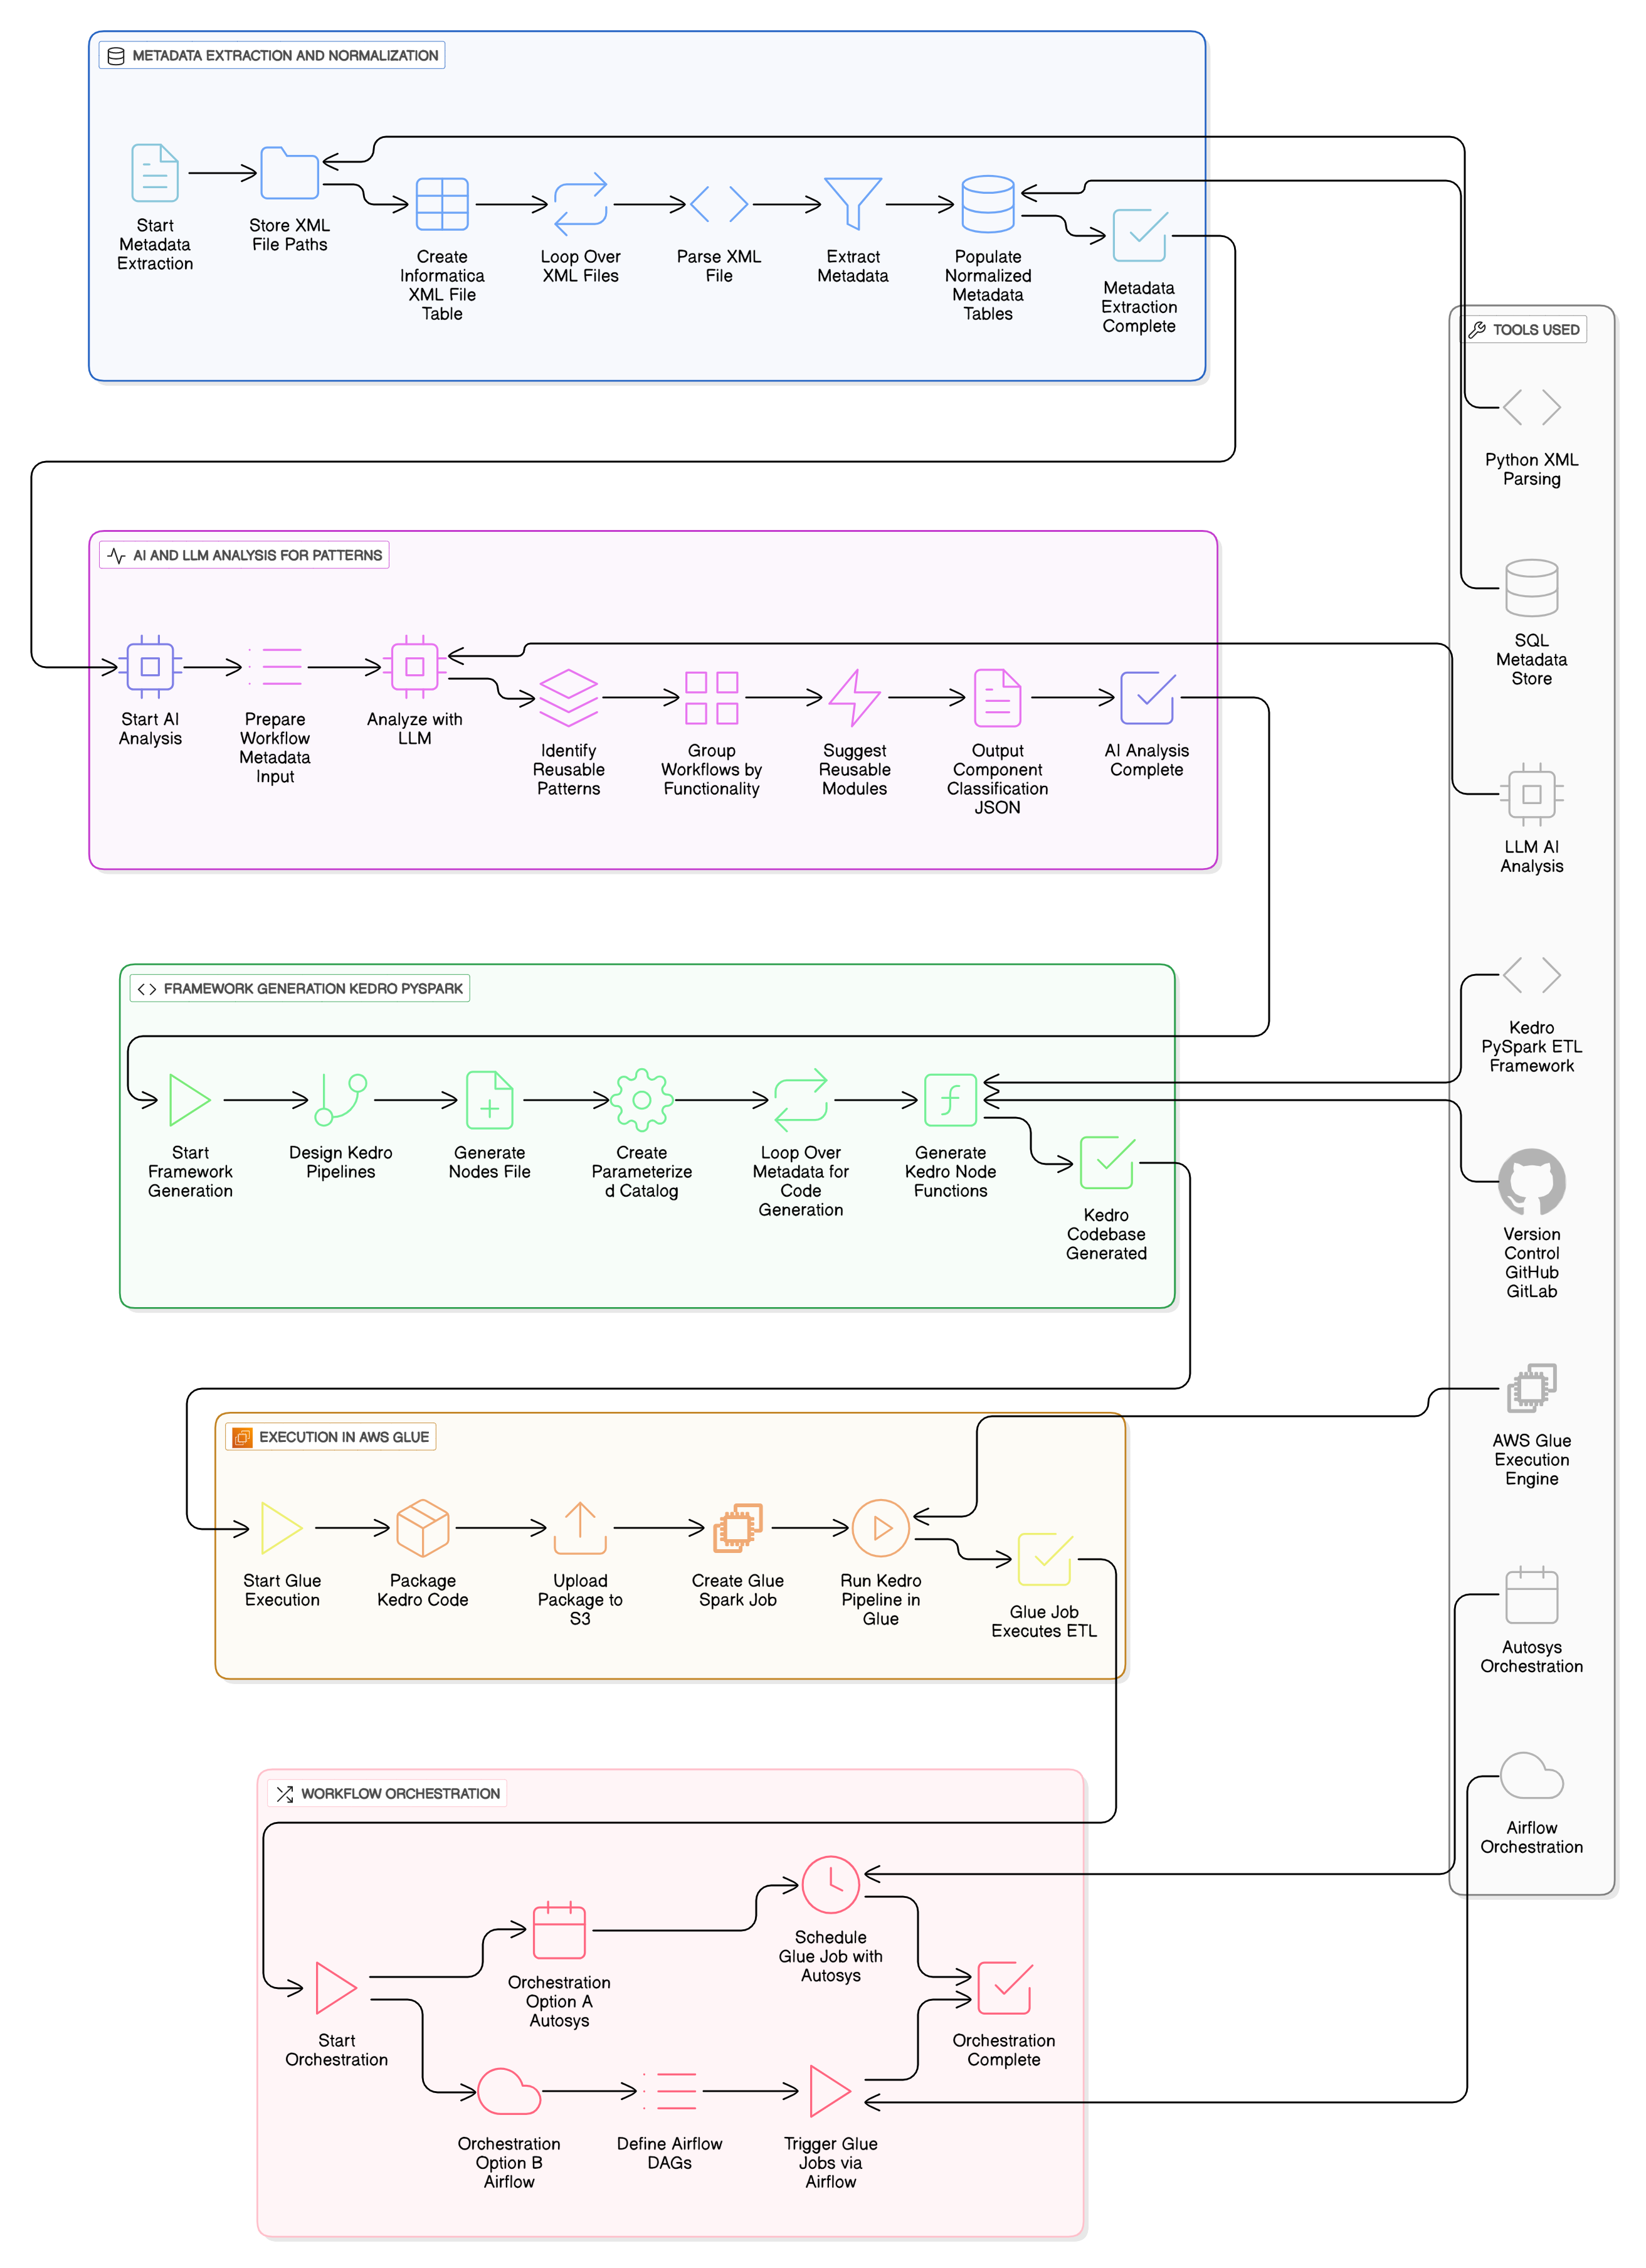 METADATA EXTRACTION AND NORMALIZATION
Start
Metadata
Extraction
Store XML
File Paths
Create
Informatica
XML File
Table
Loop Over
XML Files
Parse XML
File
Extract
Metadata
Populate
Normalized
Metadata
Tables
Metadata
Extraction
Complete
TOOLS USED
Python XML
Parsing
SQL
Metadata
Store
LLM AI
Analysis
Kedro
PySpark ETL
Framework
Version
Control
GitHub
GitLab
AWS Glue
Execution
Engine
Autosys
Orchestration
Airflow
Orchestration
AI AND LLM ANALYSIS FOR PATTERNS
Start AI
Analysis
Prepare
Workflow
Metadata
Input
Analyze with
LLM
Identify
Reusable
Patterns
Group
Workflows by
Functionality
Suggest
Reusable
Modules
Output
Component
Classification
JSON
AI Analysis
Complete
FRAMEWORK GENERATION KEDRO PYSPARK
Start
Framework
Generation
Design Kedro
Pipelines
Generate
Nodes File
Create
Parameterize
d Catalog
Loop Over
Metadata for
Code
Generation
Generate
Kedro Node
Functions
Kedro
Codebase
Generated
EXECUTION IN AWS GLUE
Start Glue
Execution
Package
Kedro Code
Upload
Package to
S3
Create Glue
Spark Job
Run Kedro
Pipeline in
Glue
Glue Job
Executes ETL
WORKFLOW ORCHESTRATION
Start
Orchestration
Orchestration
Option A
Autosys
Schedule
Glue Job with
Autosys
Orchestration
Complete
Orchestration
Option B
Airflow
Define Airflow
DAGs
Trigger Glue
Jobs via
Airflow